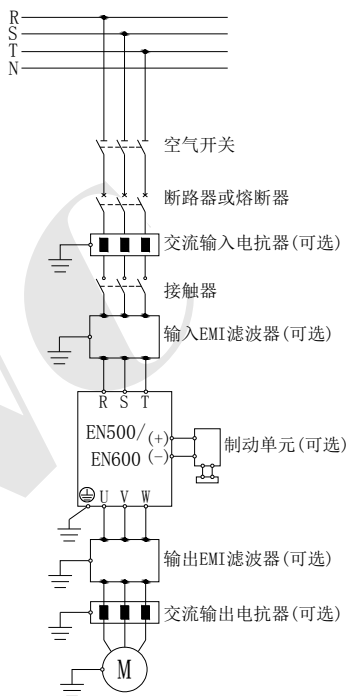 R
S
T
N
空气开关
断路器或熔断器
交流输入电抗器(可选)
接触器
输入EMI滤波器(可选)
R S T
EN500/ (+)
EN600 (-)
制动单元(可选)
U V W
输出EMI滤波器(可选)
交流输出电抗器(可选)
M